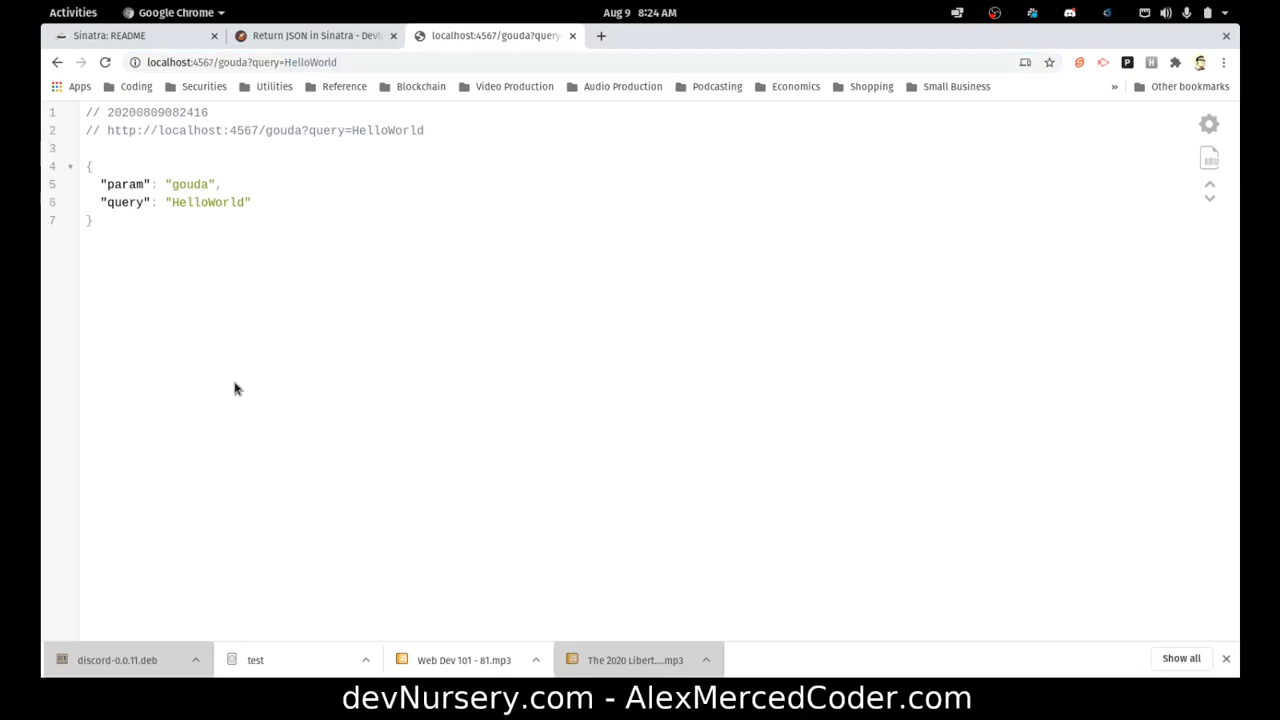 Activities Google Chrome Aug 9 8:24 AM
Sinatra: README Return JSON in Sinatra - Devb localhost:4567/gouda?query
localhost:4567/gouda?query=HelloWorld
Apps Coding Securities Utilities Reference Blockchain Video Production Audio Production Podcasting Economics Shopping Small Business » Other bookmarks
1 // 20200809082416
2 // http://localhost:4567/gouda?query=HelloWorld
3
4 {
5 "param": "gouda",
6 "query": "HelloWorld"
7 }
discord-0.0.11.deb test Web Dev 101 - 81.mp3 The 2020 Libert....mp3 Show all
devNursery.com - AlexMercedCoder.com